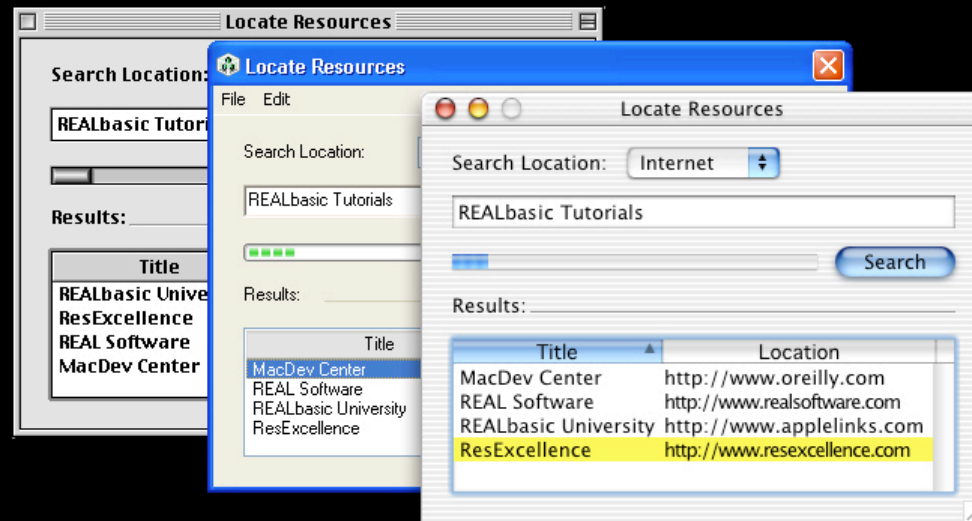 Locate Resources
Search Location:
REALbasic Tutori
Results:
Title
REALbasic Unive
ResExcellence
REAL Software
MacDev Center
Locate Resources
File Edit
Search Location:
REALbasic Tutorials
Results:
Title
MacDev Center
REAL Software
REALbasic University
ResExcellence
Locate Resources
Search Location: Internet
REALbasic Tutorials
Search
Results:
Title Location
MacDev Center http://www.oreilly.com
REAL Software http://www.realsoftware.com
REALbasic University http://www.applelinks.com
ResExcellence http://www.resexcellence.com